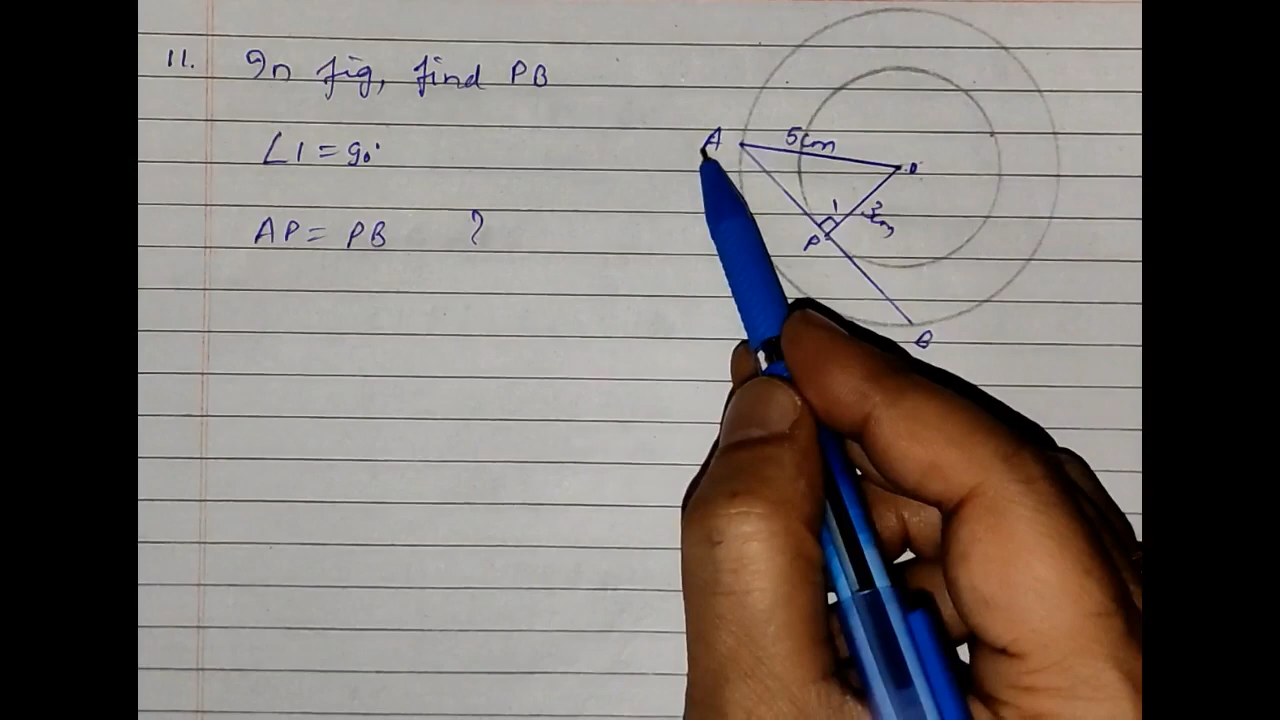 11. In fig, find PB
∠1 = 90°
AP = PB ?
A 5cm O
1 3cm
P
B